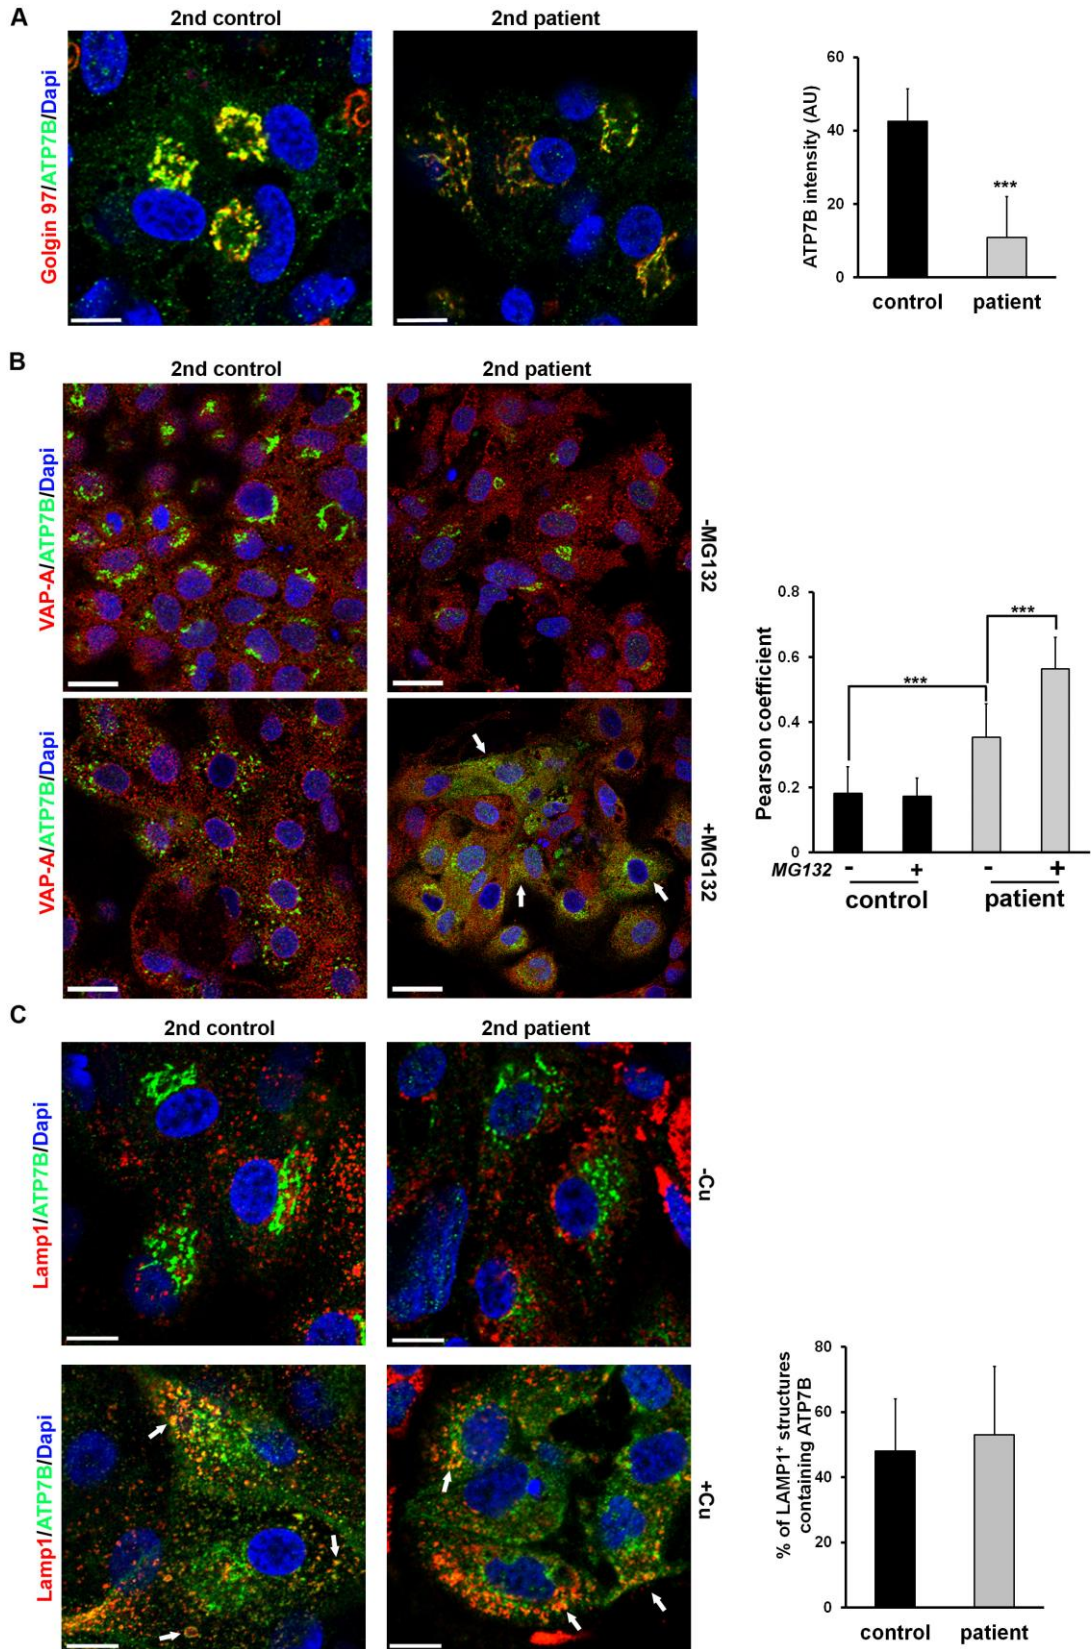 A
2nd control
2nd patient
Golgin 97/ATP7B/Dapi
ATP7B intensity (AU)
60
40
20
0
***
control
patient
B
2nd control
2nd patient
VAP-A/ATP7B/Dapi
-MG132
VAP-A/ATP7B/Dapi
+MG132
Pearson coefficient
0.8
0.6
0.4
0.2
0
***
***
MG132 - + - +
control
patient
C
2nd control
2nd patient
Lamp1/ATP7B/Dapi
-Cu
Lamp1/ATP7B/Dapi
+Cu
% of LAMP1⁺ structures
containing ATP7B
80
60
40
20
0
control
patient